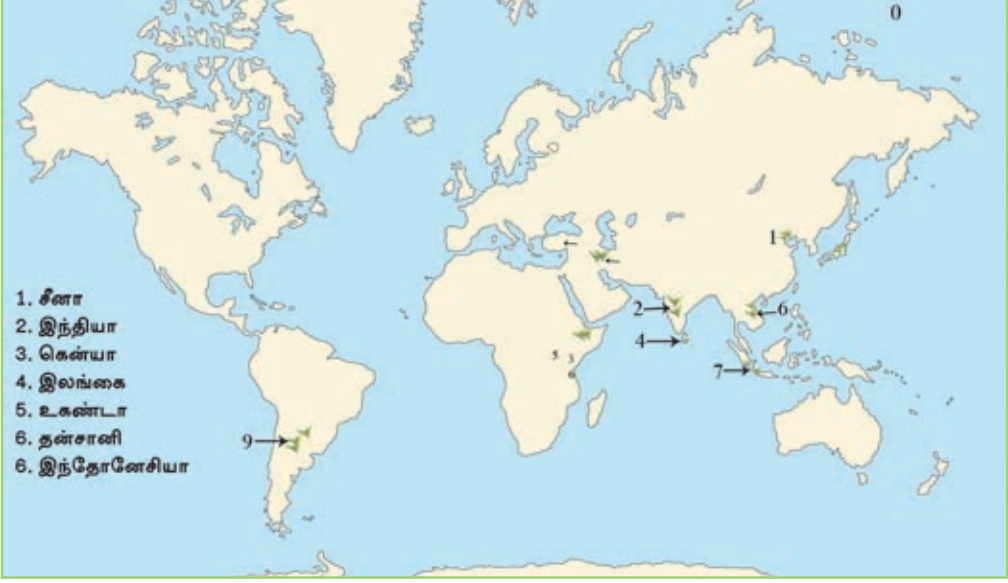 0
1
2
6
4
5
3
6
7
9
1. சீனா
2. இந்தியா
3. கென்யா
4. இலங்கை
5. உகண்டா
6. தன்சானி
6. இந்தோனேசியா